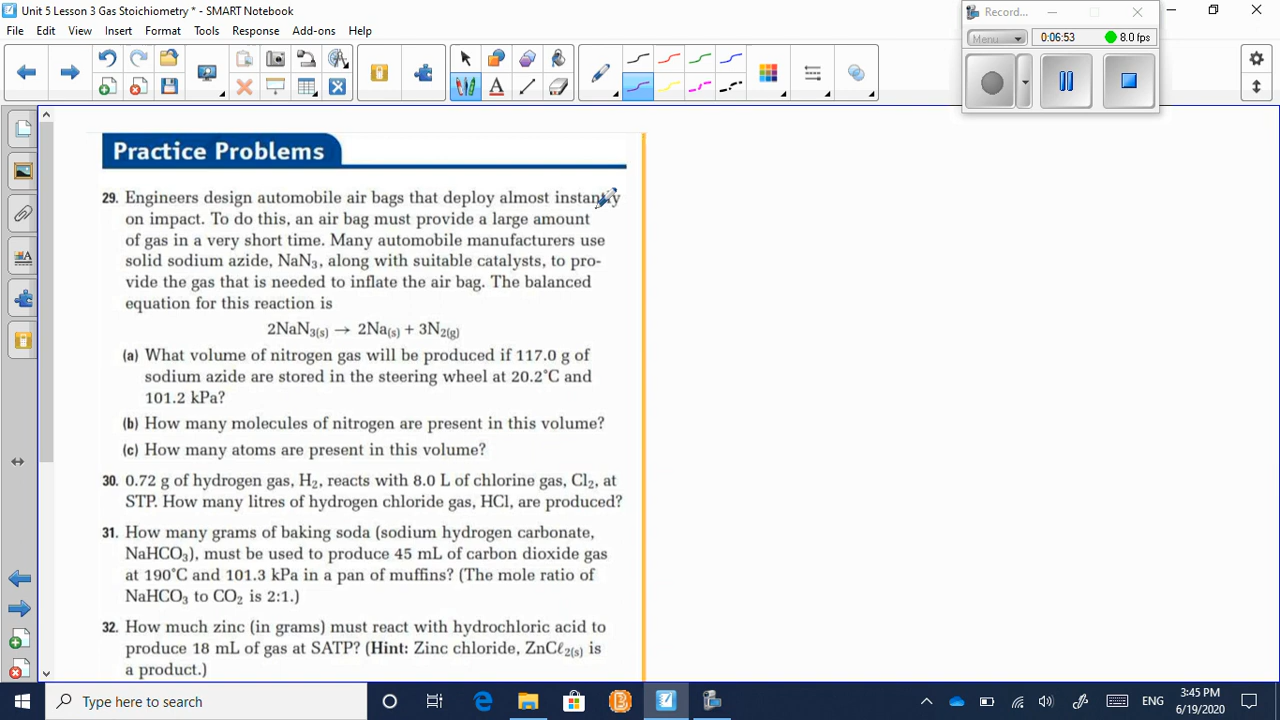 Unit 5 Lesson 3 Gas Stoichiometry * - SMART Notebook
File Edit View Insert Format Tools Response Add-ons Help
Record...
Menu
0:06:53
8.0 fps
Practice Problems
29. Engineers design automobile air bags that deploy almost instantly
on impact. To do this, an air bag must provide a large amount
of gas in a very short time. Many automobile manufacturers use
solid sodium azide, NaN₃, along with suitable catalysts, to pro-
vide the gas that is needed to inflate the air bag. The balanced
equation for this reaction is
2NaN₃(s) → 2Na(s) + 3N₂(g)
(a) What volume of nitrogen gas will be produced if 117.0 g of
sodium azide are stored in the steering wheel at 20.2°C and
101.2 kPa?
(b) How many molecules of nitrogen are present in this volume?
(c) How many atoms are present in this volume?
30. 0.72 g of hydrogen gas, H₂, reacts with 8.0 L of chlorine gas, Cl₂, at
STP. How many litres of hydrogen chloride gas, HCl, are produced?
31. How many grams of baking soda (sodium hydrogen carbonate,
NaHCO₃), must be used to produce 45 mL of carbon dioxide gas
at 190°C and 101.3 kPa in a pan of muffins? (The mole ratio of
NaHCO₃ to CO₂ is 2:1.)
32. How much zinc (in grams) must react with hydrochloric acid to
produce 18 mL of gas at SATP? (Hint: Zinc chloride, ZnCℓ₂(s) is
a product.)
Type here to search
ENG
3:45 PM
6/19/2020